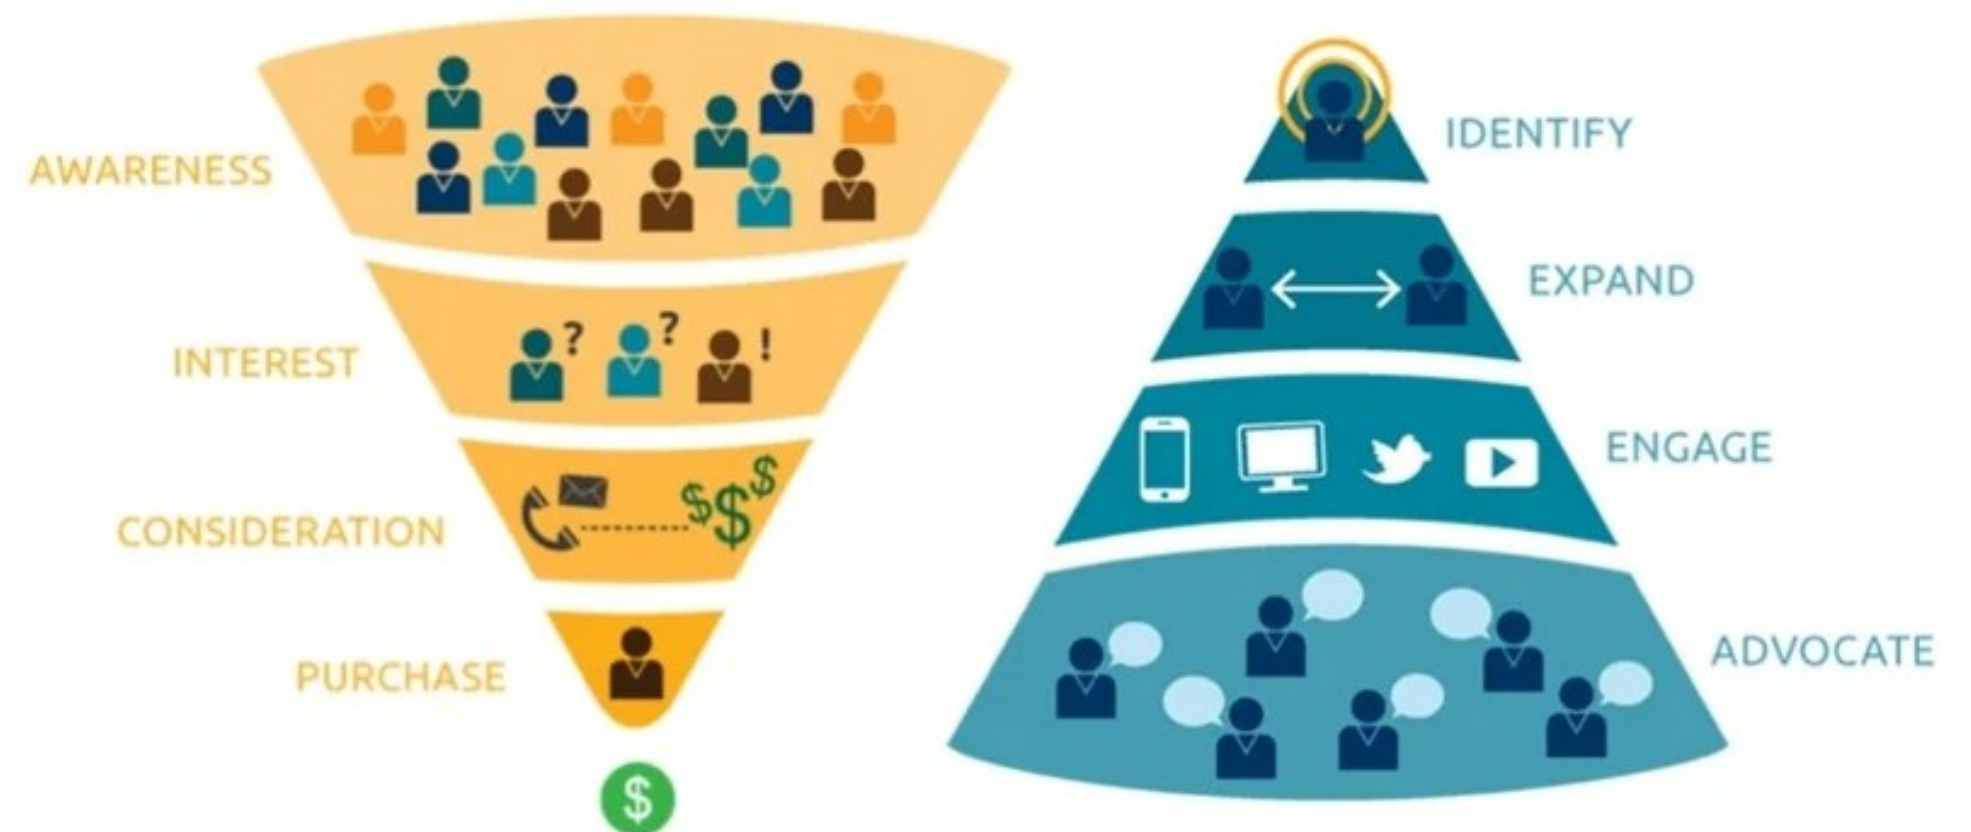 AWARENESS
INTEREST
? ? !
CONSIDERATION
$$$
PURCHASE
$
IDENTIFY
EXPAND
ENGAGE
ADVOCATE